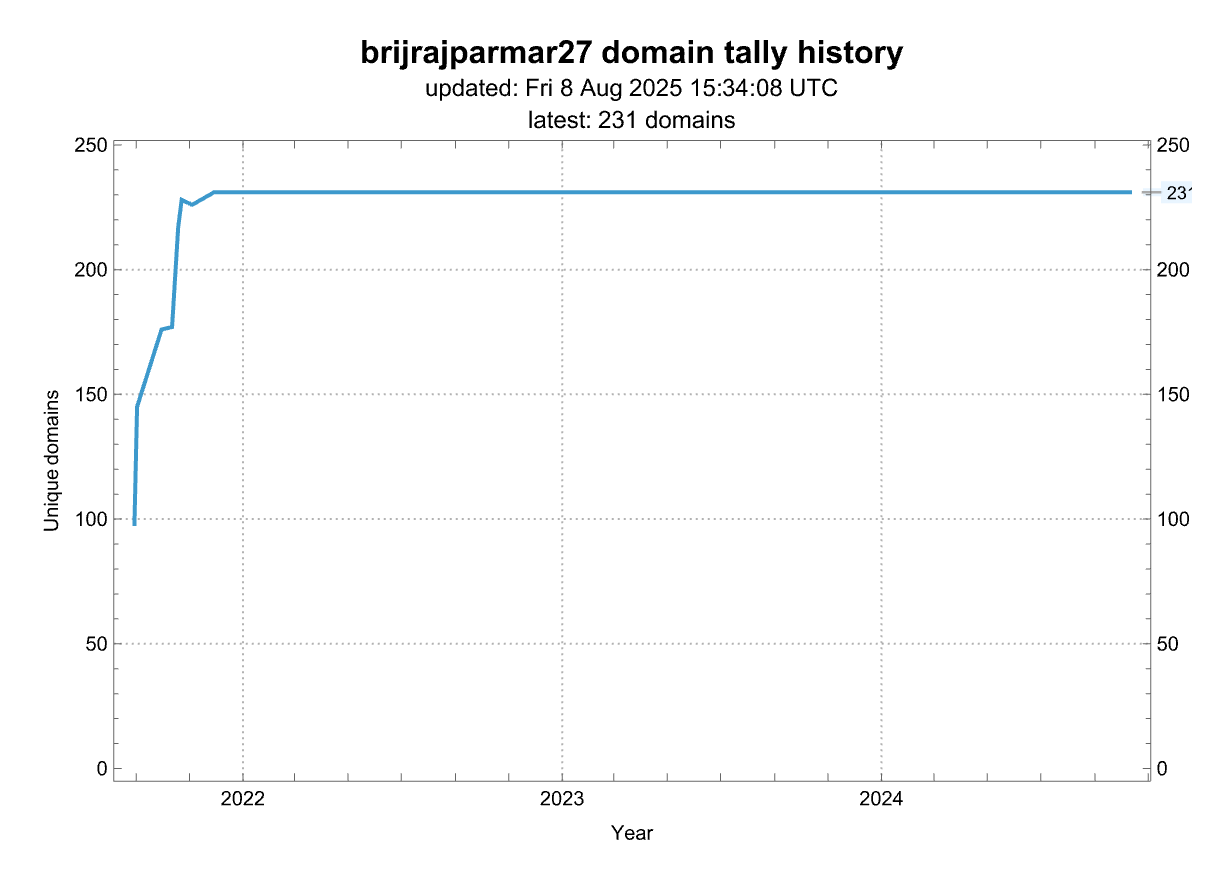 brijrajparmar27 domain tally history
updated: Fri 8 Aug 2025 15:34:08 UTC
latest: 231 domains
250 250
231
200 200
150 150
Unique domains
100 100
50 50
0 0
2022 2023 2024
Year